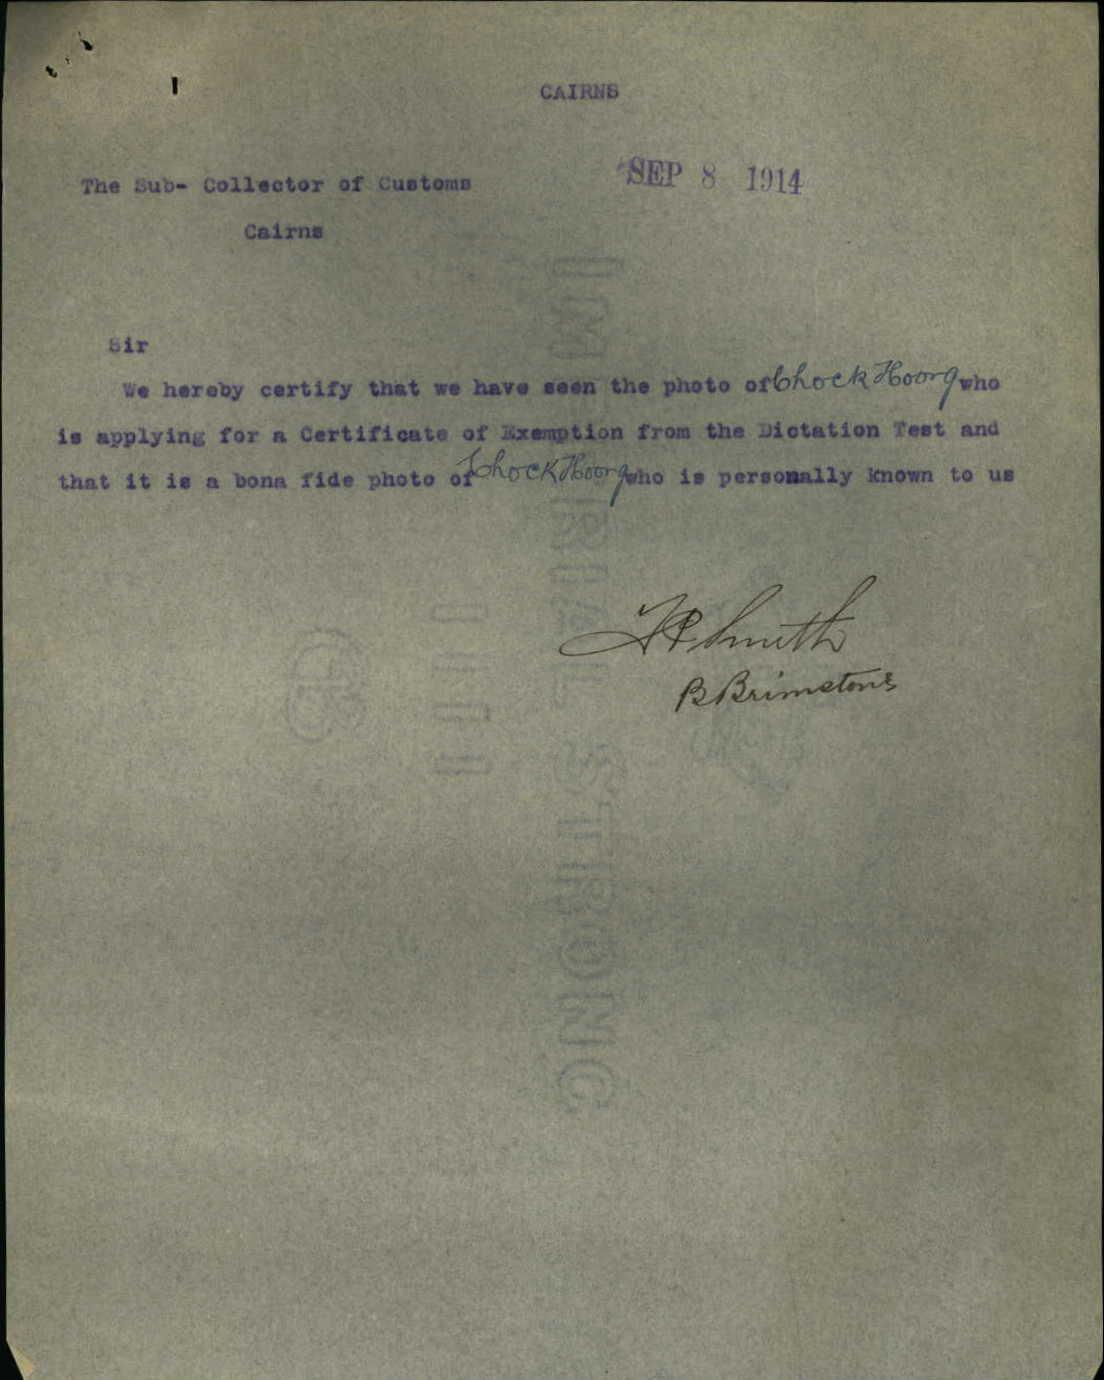 CAIRNS
SEP 8 1914
The Sub- Collector of Customs
Cairns
Sir
We hereby certify that we have seen the photo of Chock Hoong who
is applying for a Certificate of Exemption from the Dictation Test and
that it is a bona fide photo of Chock Hoong who is personally known to us
Smith
B Brimstone
STRONG